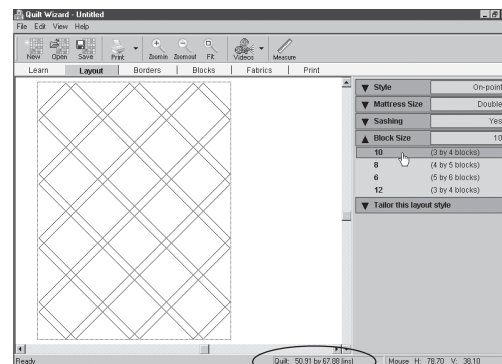 Quilt Wizard - Untitled
File Edit View Help
New Open Save Print Zoomin Zoomout Fit Videos Measure
Learn Layout Borders Blocks Fabrics Print
Style On-point
Mattress Size Double
Sashing Yes
Block Size 10
10 (3 by 4 blocks)
8 (4 by 5 blocks)
6 (5 by 6 blocks)
12 (3 by 4 blocks)
Tailor this layout style
Ready Quilt: 50.91 by 67.88 (ins) Mouse H: 78.70 V: 38.10